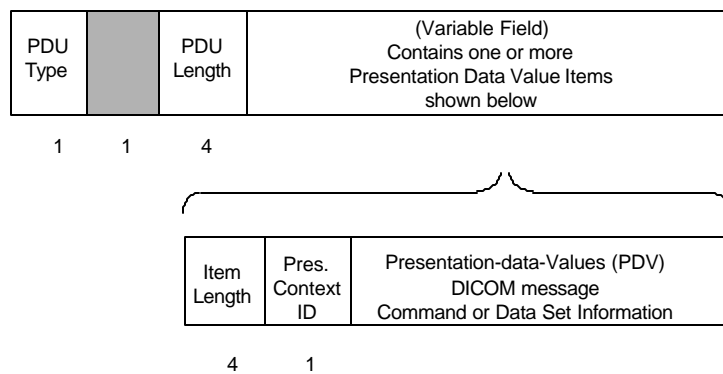 PDU
Type
PDU
Length
(Variable Field)
Contains one or more
Presentation Data Value Items
shown below
1 1 4
Item
Length
Pres.
Context
ID
Presentation-data-Values (PDV)
DICOM message
Command or Data Set Information
4 1